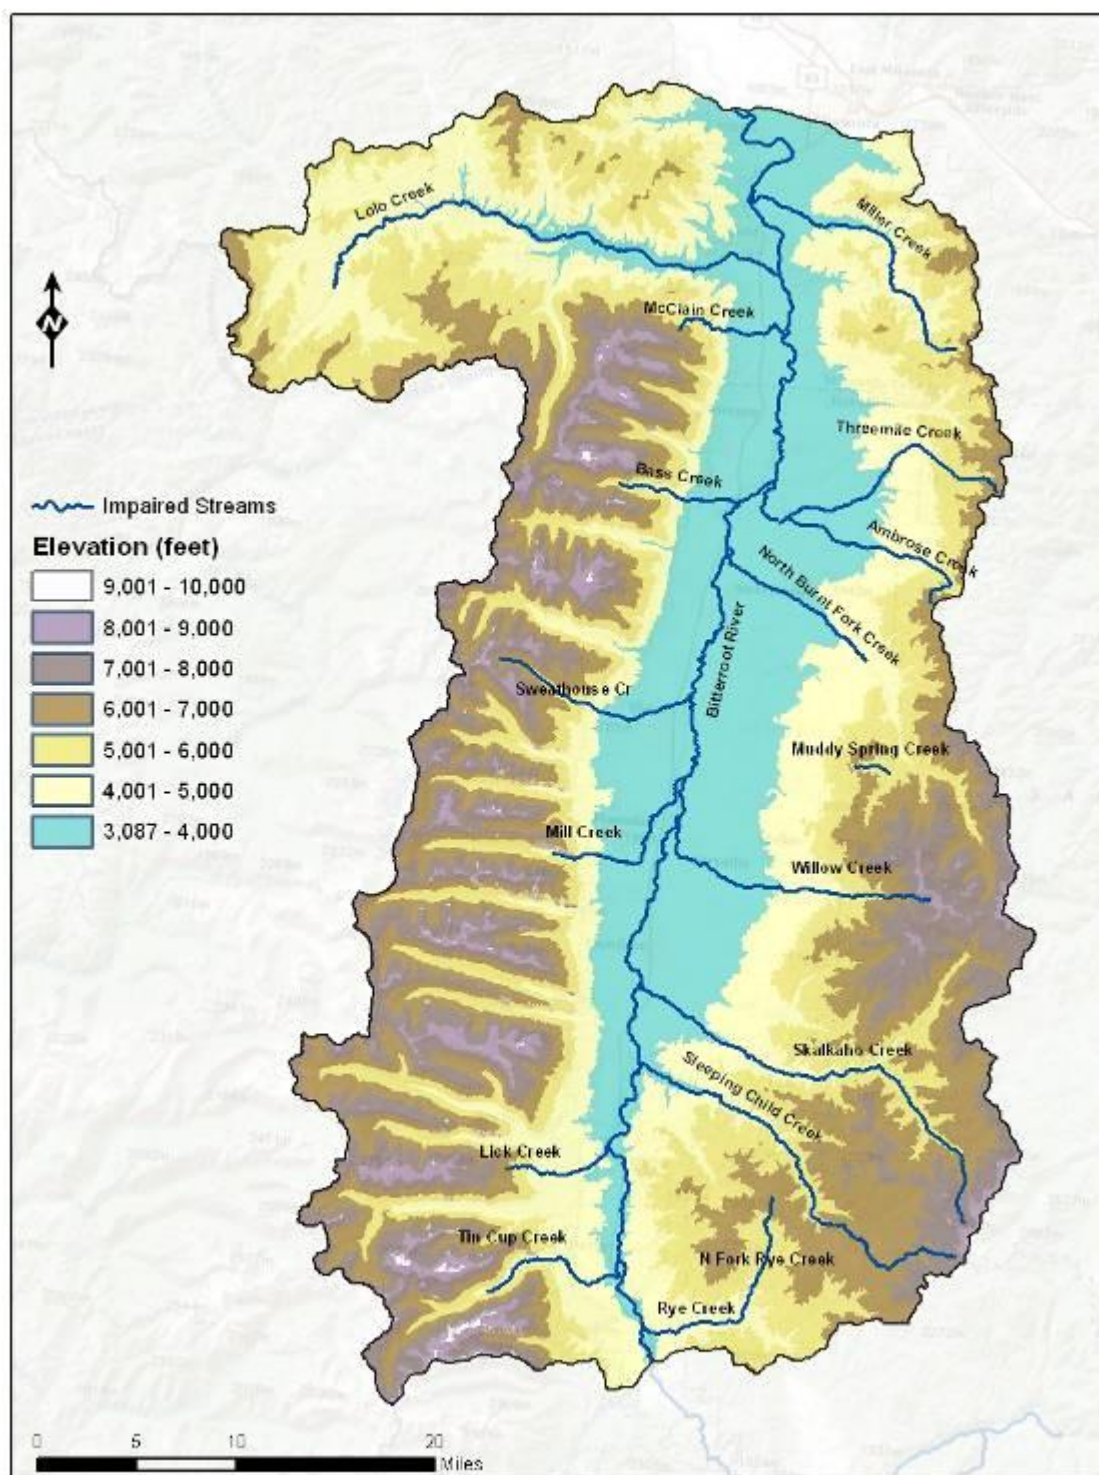 Lolo Creek
Miller Creek
N
McClain Creek
Threemile Creek
Bass Creek
Impaired Streams
Elevation (feet)
9,001 - 10,000
8,001 - 9,000
7,001 - 8,000
6,001 - 7,000
5,001 - 6,000
4,001 - 5,000
3,087 - 4,000
Ambrose Creek
North Burnt Fork Creek
Bitterroot River
Sweathouse Cr
Muddy Spring Creek
Mill Creek
Willow Creek
Skalkaho Creek
Sleeping Child Creek
Lick Creek
Tin Cup Creek
N Fork Rye Creek
Rye Creek
0 5 10 20
Miles